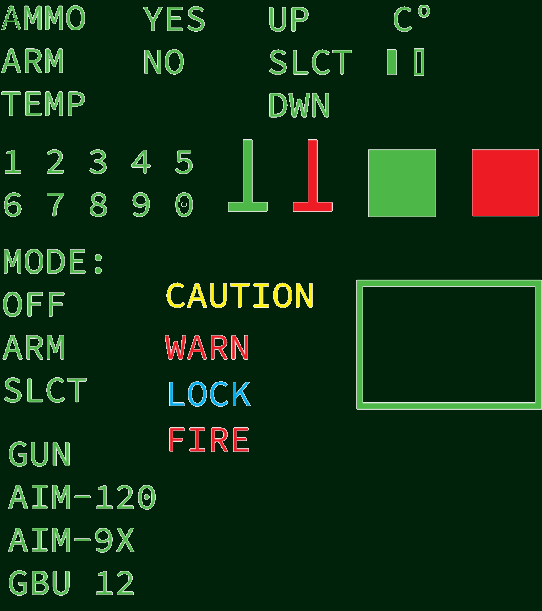 AMMO YES UP Cº
ARM NO SLCT
TEMP DWN
1 2 3 4 5
6 7 8 9 0
MODE:
OFF
CAUTION
ARM
WARN
SLCT
LOCK
FIRE
GUN
AIM-120
AIM-9X
GBU 12